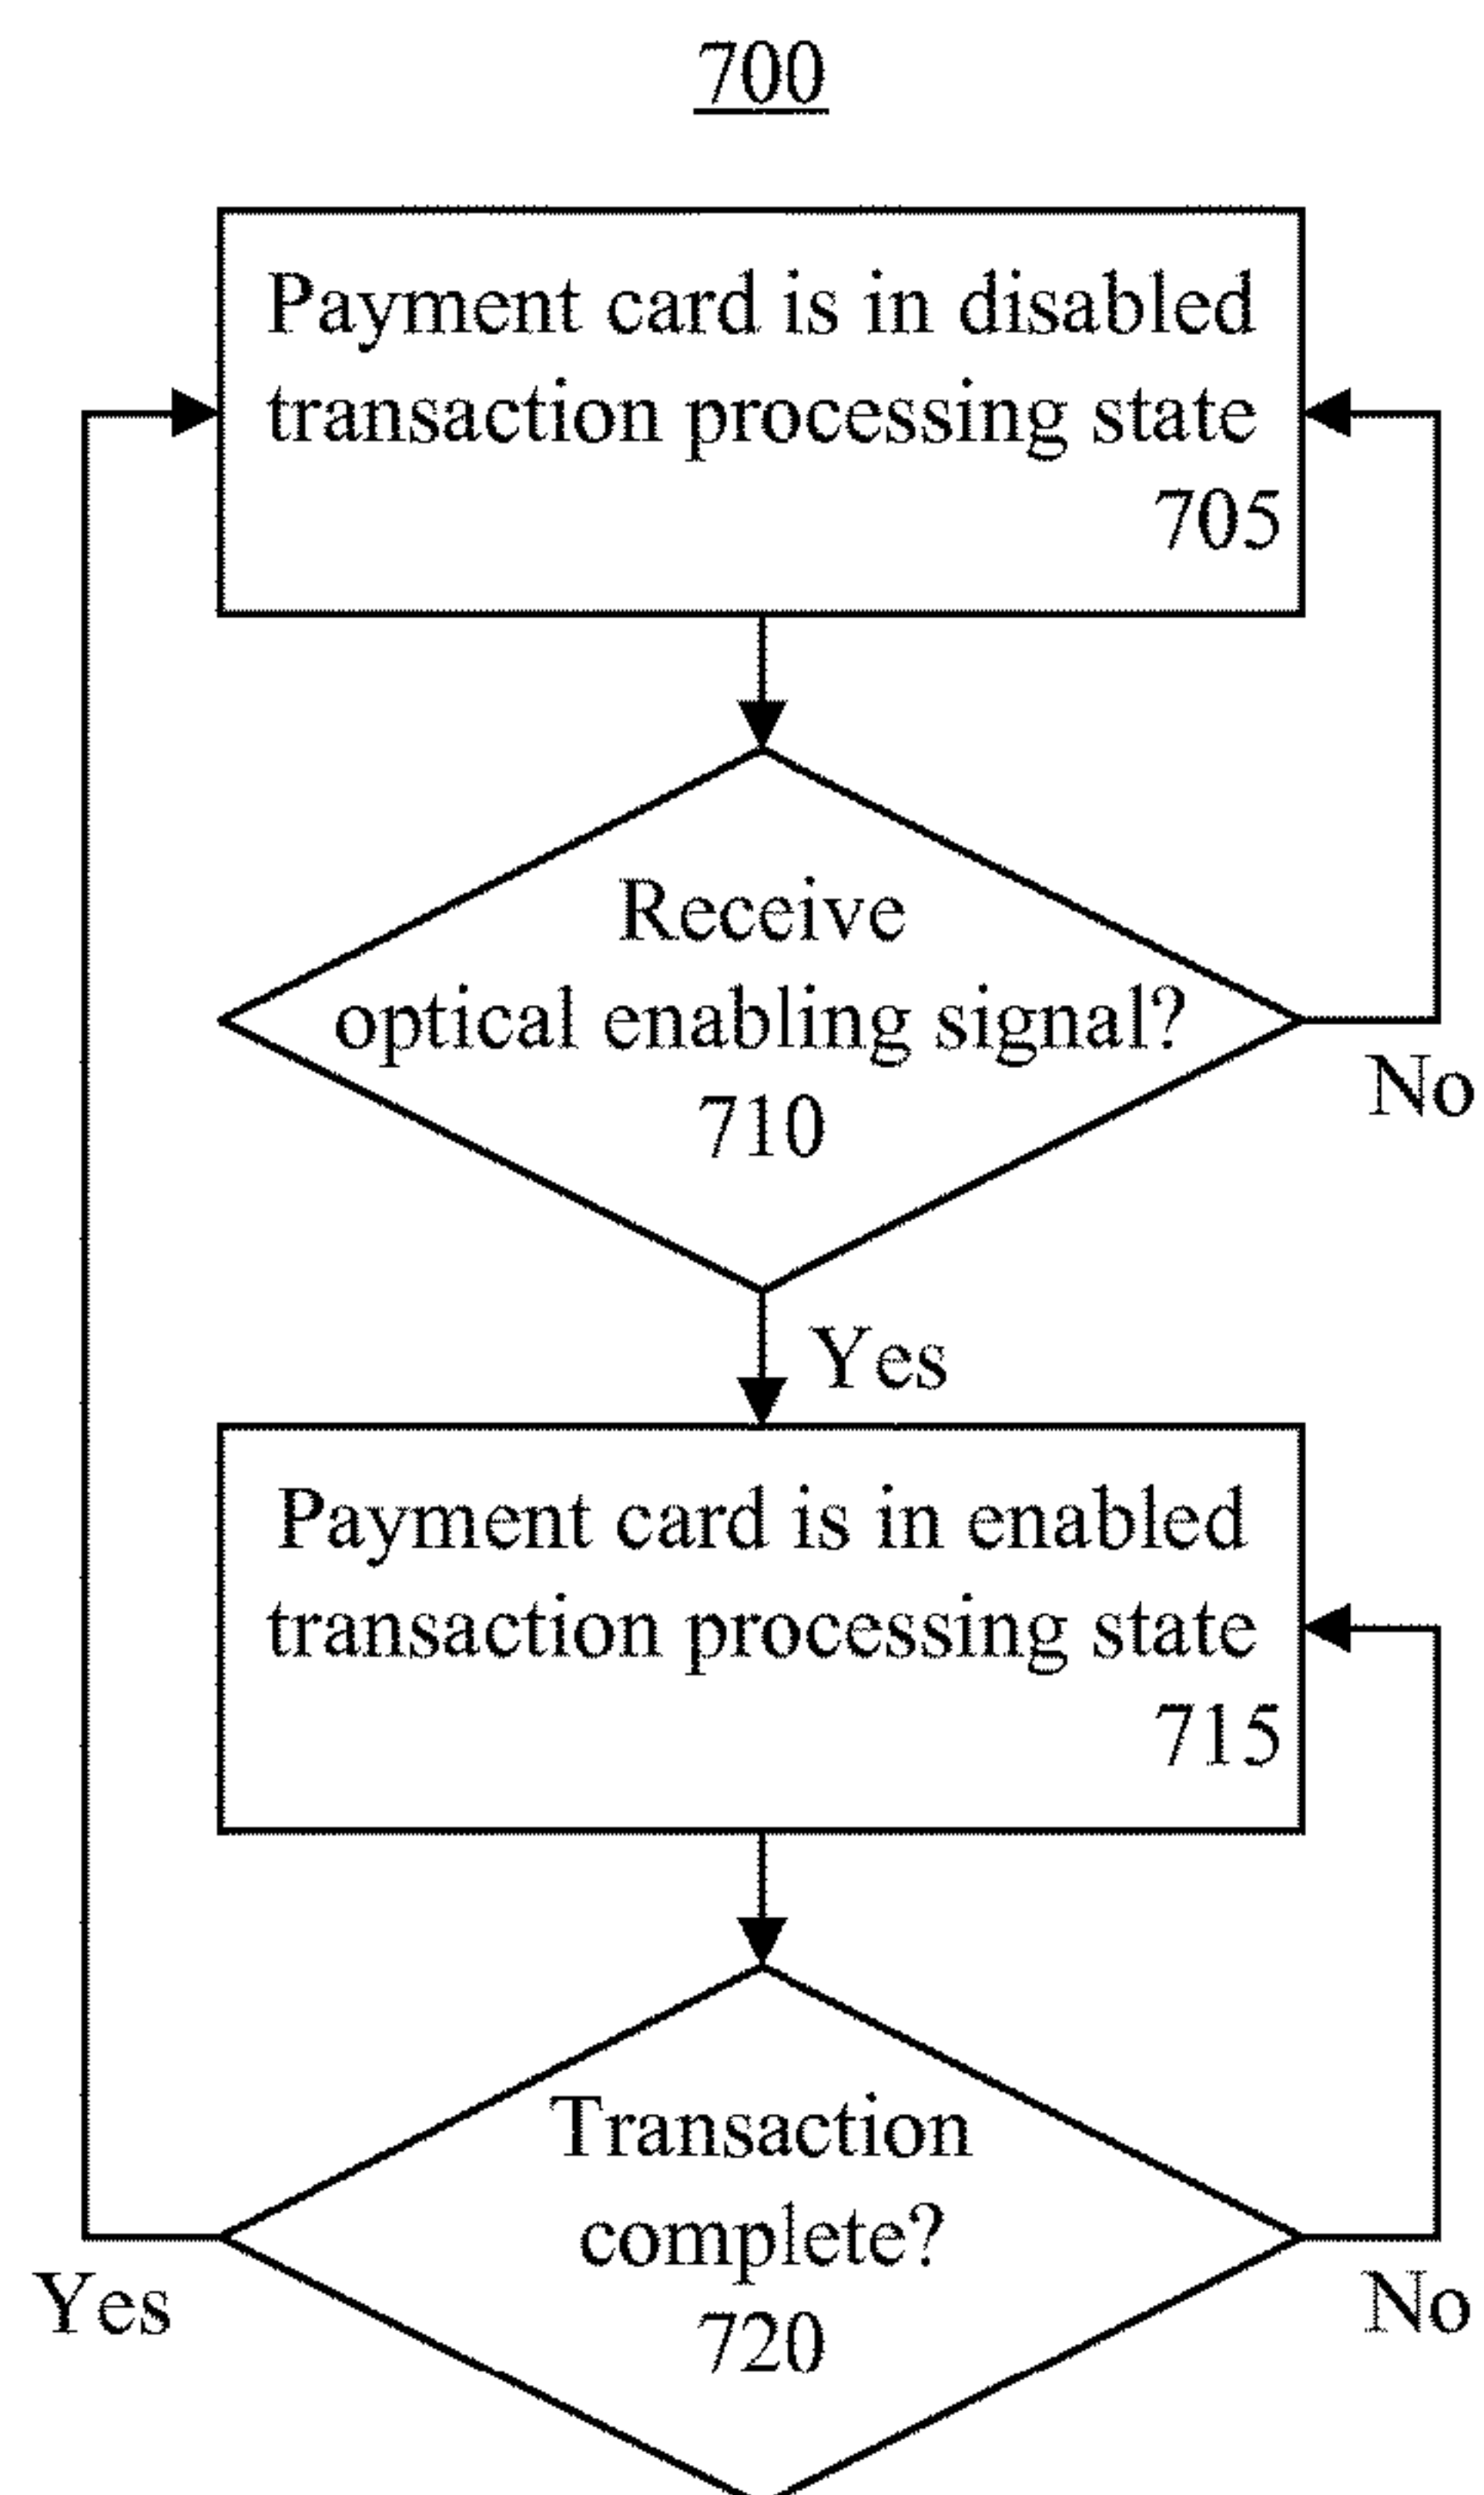 700
Payment card is in disabled
transaction processing state
705
Receive
optical enabling signal?
710
No
Yes
Payment card is in enabled
transaction processing state
715
Transaction
complete?
720
Yes
No